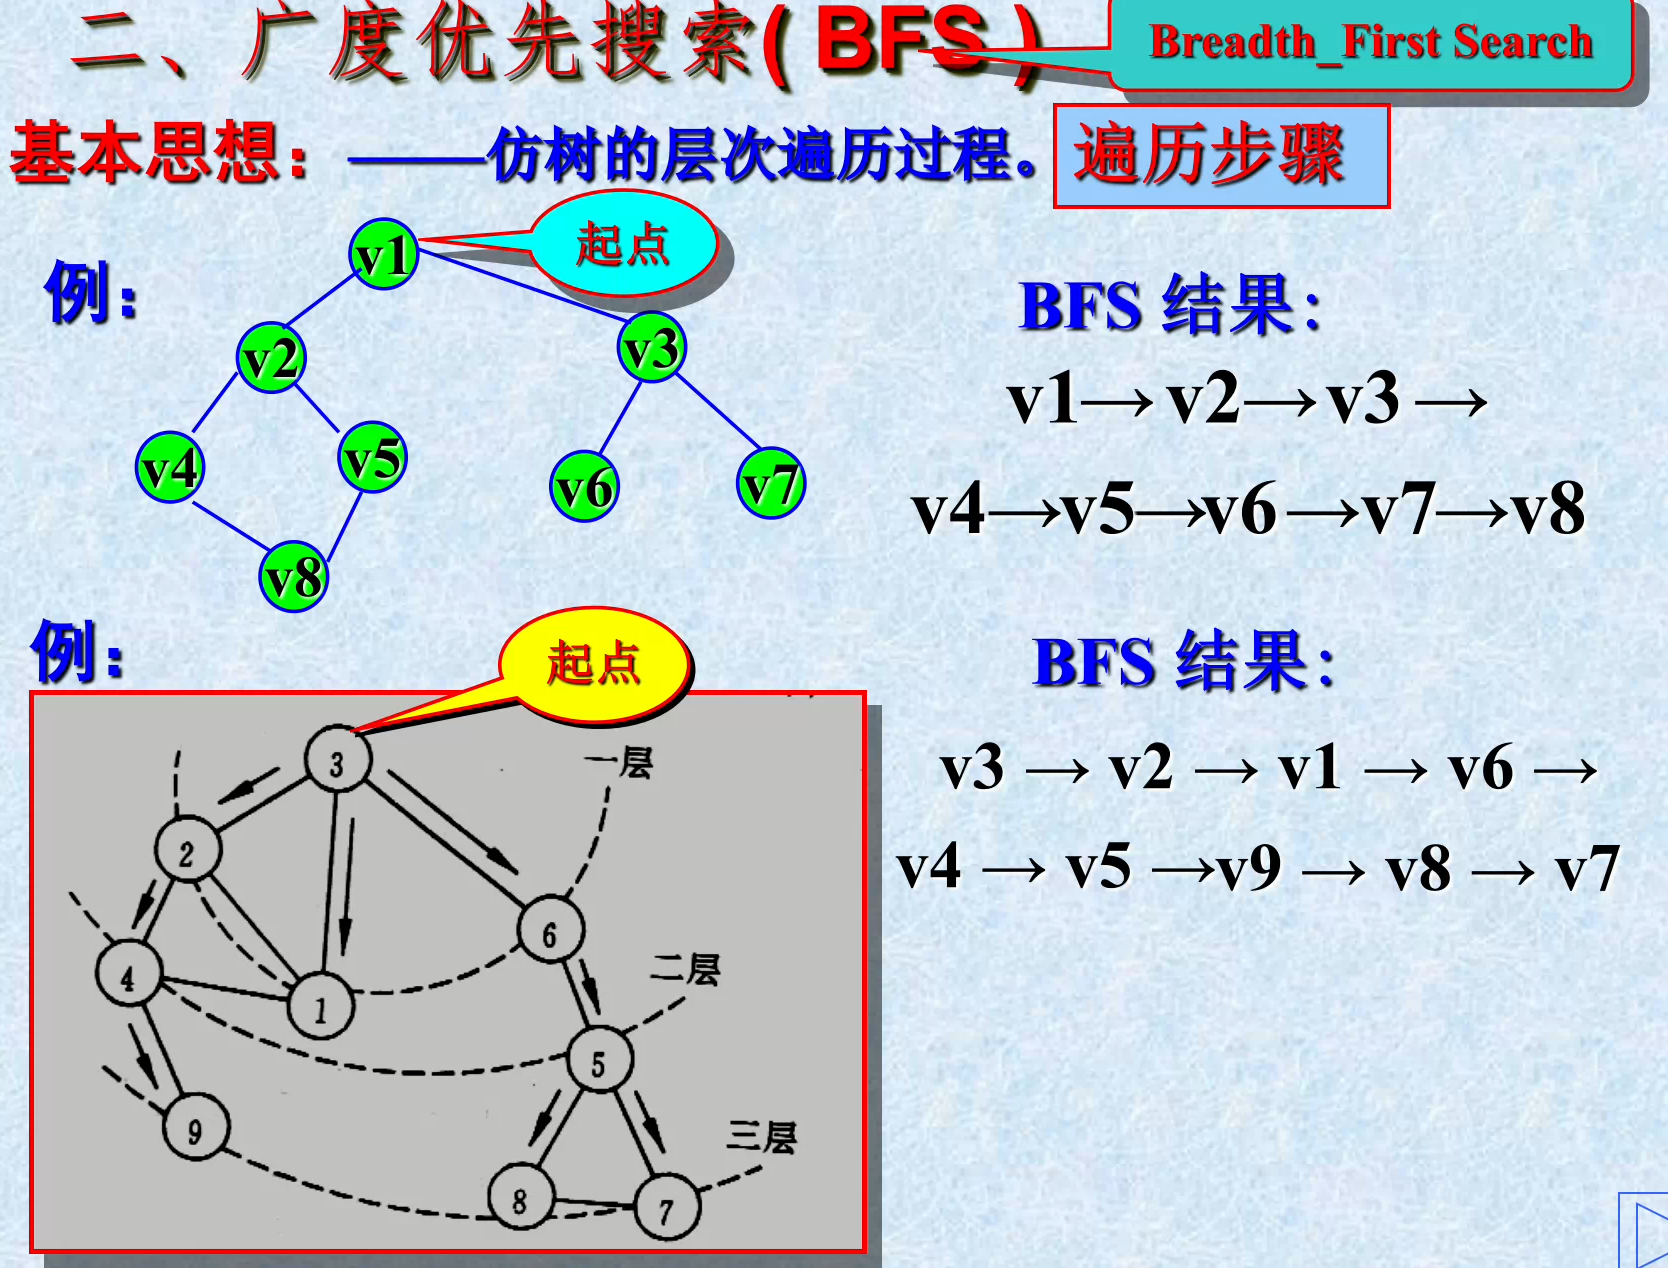 二、广度优先搜索( BFS )
Breadth_First Search
基本思想：——仿树的层次遍历过程。
遍历步骤
例：
起点
v1
v2
v3
v4
v5
v6
v7
v8
BFS 结果：
v1→ v2→ v3 →
v4→v5→v6 →v7→v8
例：
起点
3
一层
2
6
二层
4
1
5
三层
9
8
7
BFS 结果：
v3 → v2 → v1 → v6 →
v4 → v5 →v9 → v8 → v7